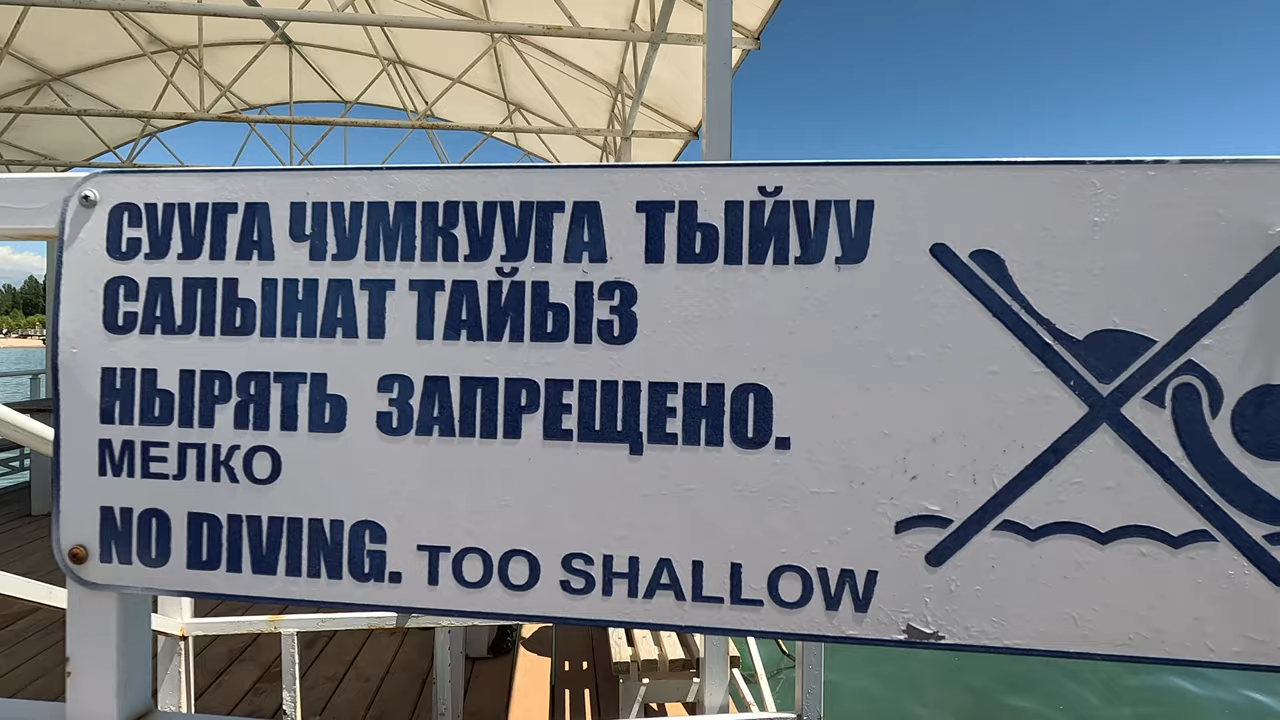 СУУГА ЧУМКУУГА ТЫЙУУ
САЛЫНАТ ТАЙЫЗ
НЫРЯТЬ ЗАПРЕЩЕНО.
МЕЛКО
NO DIVING. TOO SHALLOW